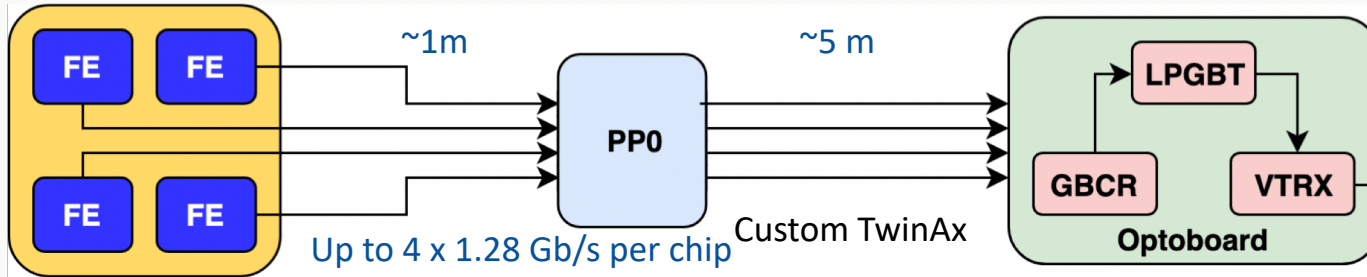 FE
FE
~1m
~5 m
LPGBT
PP0
FE
FE
GBCR
VTRX
Up to 4 x 1.28 Gb/s per chip
Custom TwinAx
Optoboard